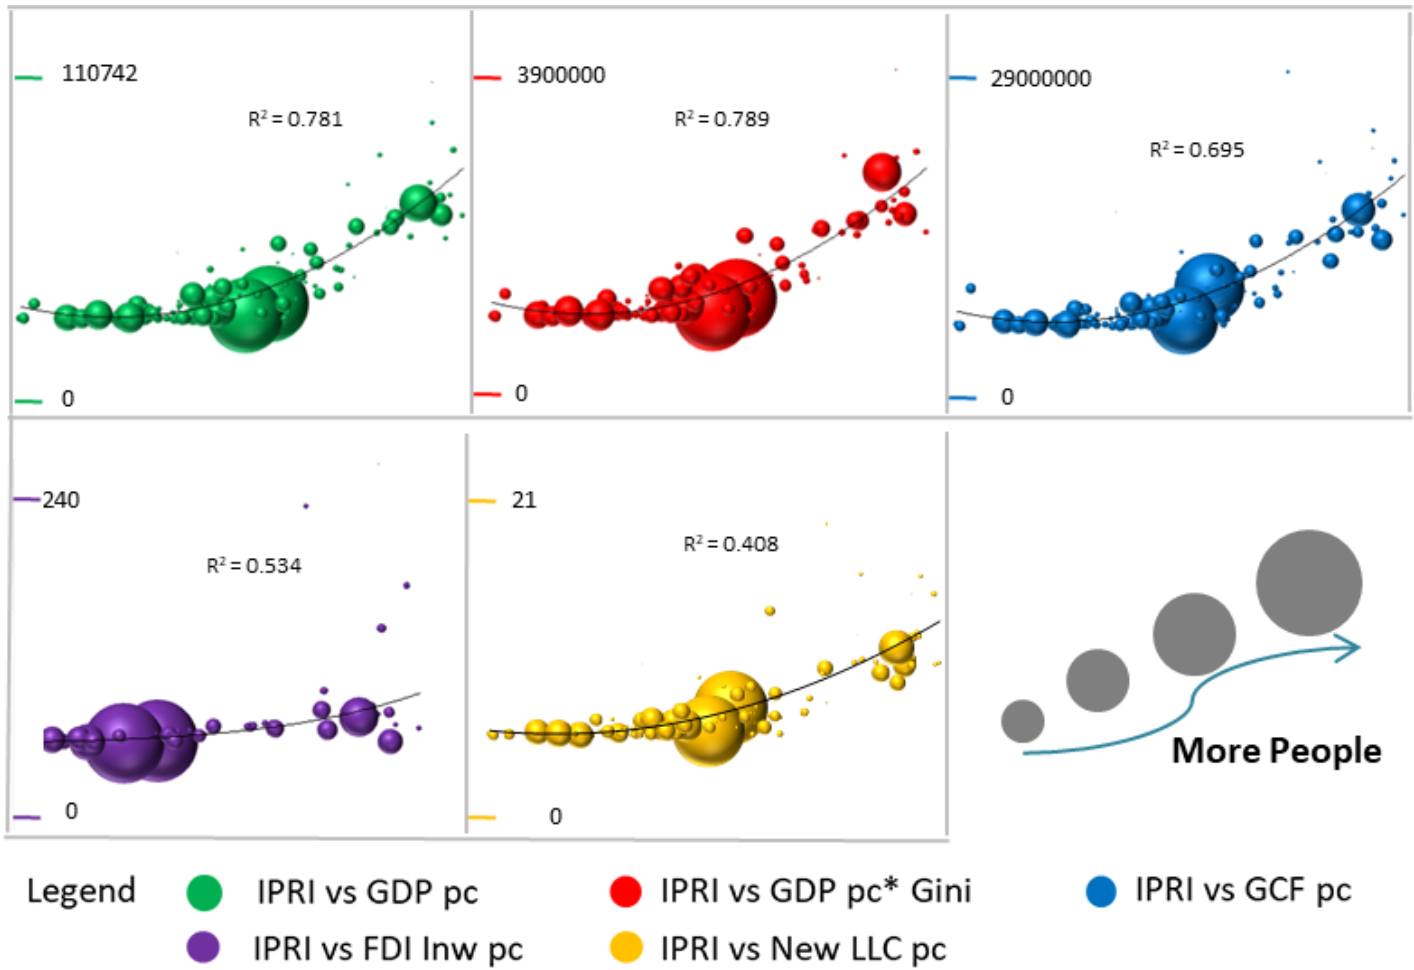 110742
R² = 0.781
0
3900000
R² = 0.789
0
29000000
R² = 0.695
0
240
R² = 0.534
0
21
R² = 0.408
0
More People
Legend
IPRI vs GDP pc
IPRI vs GDP pc* Gini
IPRI vs GCF pc
IPRI vs FDI Inw pc
IPRI vs New LLC pc